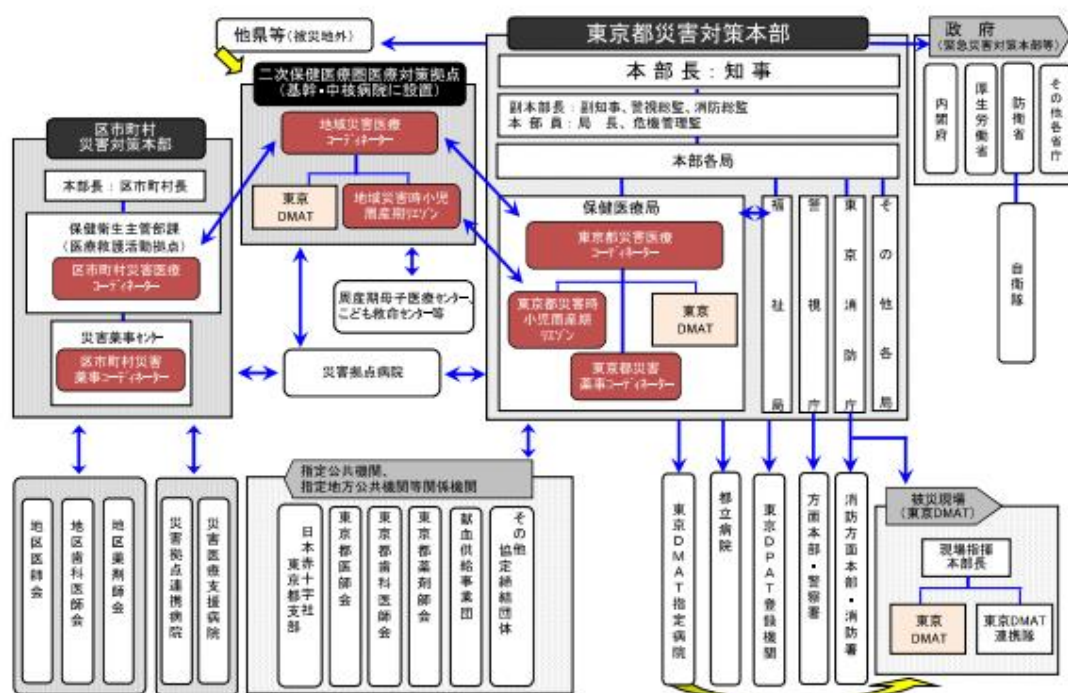 他県等(被災地外)
東京都災害対策本部
政 府
(緊急災害対策本部等)
内閣府
厚生労働省
防衛省
その他各省庁
自衛隊
本 部 長 : 知 事
副本部長：副知事、警視総監、消防総監
本 部 員：局 長、危機管理監
本部各局
二次保健医療圏医療対策拠点
(基幹・中核病院に設置)
地域災害医療
コーディネーター
東京
DMAT
地域災害時小児
周産期リエゾン
区市町村
災害対策本部
本部長：区市町村長
保健衛生主管部課
(医療救護活動拠点)
区市町村災害医療
コーディネーター
災害薬事センター
区市町村災害
薬事コーディネーター
周産期母子医療センター、
こども救命センター等
災害拠点病院
保健医療局
東京都災害医療
コーディネーター
東京都災害時
小児周産期
リエゾン
東京
DMAT
東京都災害
薬事コーディネーター
福祉局
警視庁
東京消防庁
その他各局
地区医師会
地区歯科医師会
地区薬剤師会
災害拠点連携病院
災害医療支援病院
指定公共機関、
指定地方公共機関等関係機関
日本赤十字社
東京都支部
東京都医師会
東京都歯科医師会
東京都薬剤師会
献血供給事業団
その他
協定締結団体
東京DMAT指定病院
都立病院
東京DPAT登録機関
方面本部・警察署
消防方面本部・消防署
被災現場
(東京DMAT)
現場指揮
本部長
東京
DMAT
東京DMAT
連携隊